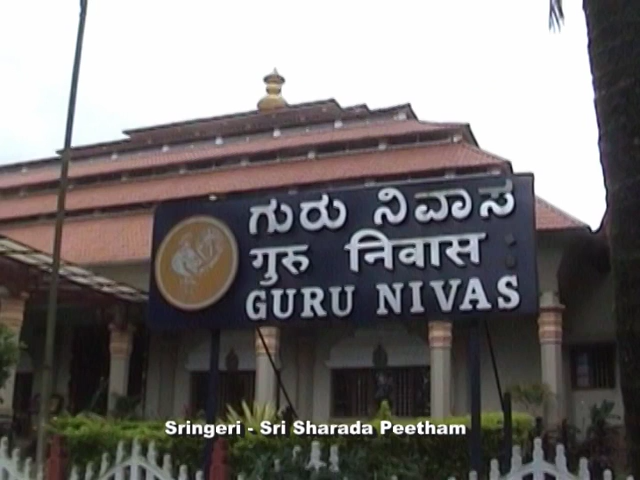 ಗುರು ನಿವಾಸ
गुरु निवास :
GURU NIVAS
Sringeri - Sri Sharada Peetham